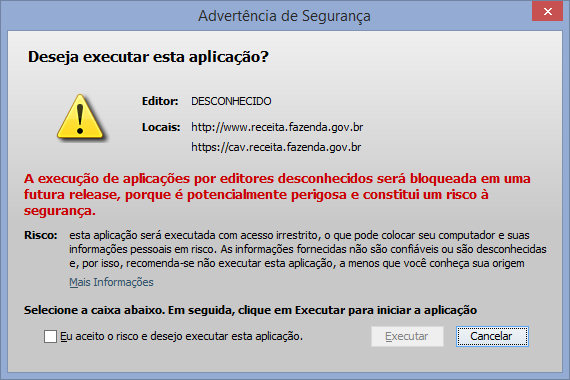 Advertência de Segurança
Deseja executar esta aplicação?
Editor: DESCONHECIDO
Locais: http://www.receita.fazenda.gov.br
https://cav.receita.fazenda.gov.br
A execução de aplicações por editores desconhecidos será bloqueada em uma
futura release, porque é potencialmente perigosa e constitui um risco à
segurança.
Risco: esta aplicação será executada com acesso irrestrito, o que pode colocar seu computador e suas
informações pessoais em risco. As informações fornecidas não são confiáveis ou são desconhecidas
e, por isso, recomenda-se não executar esta aplicação, a menos que você conheça sua origem
Mais Informações
Selecione a caixa abaixo. Em seguida, clique em Executar para iniciar a aplicação
Eu aceito o risco e desejo executar esta aplicação. Executar Cancelar